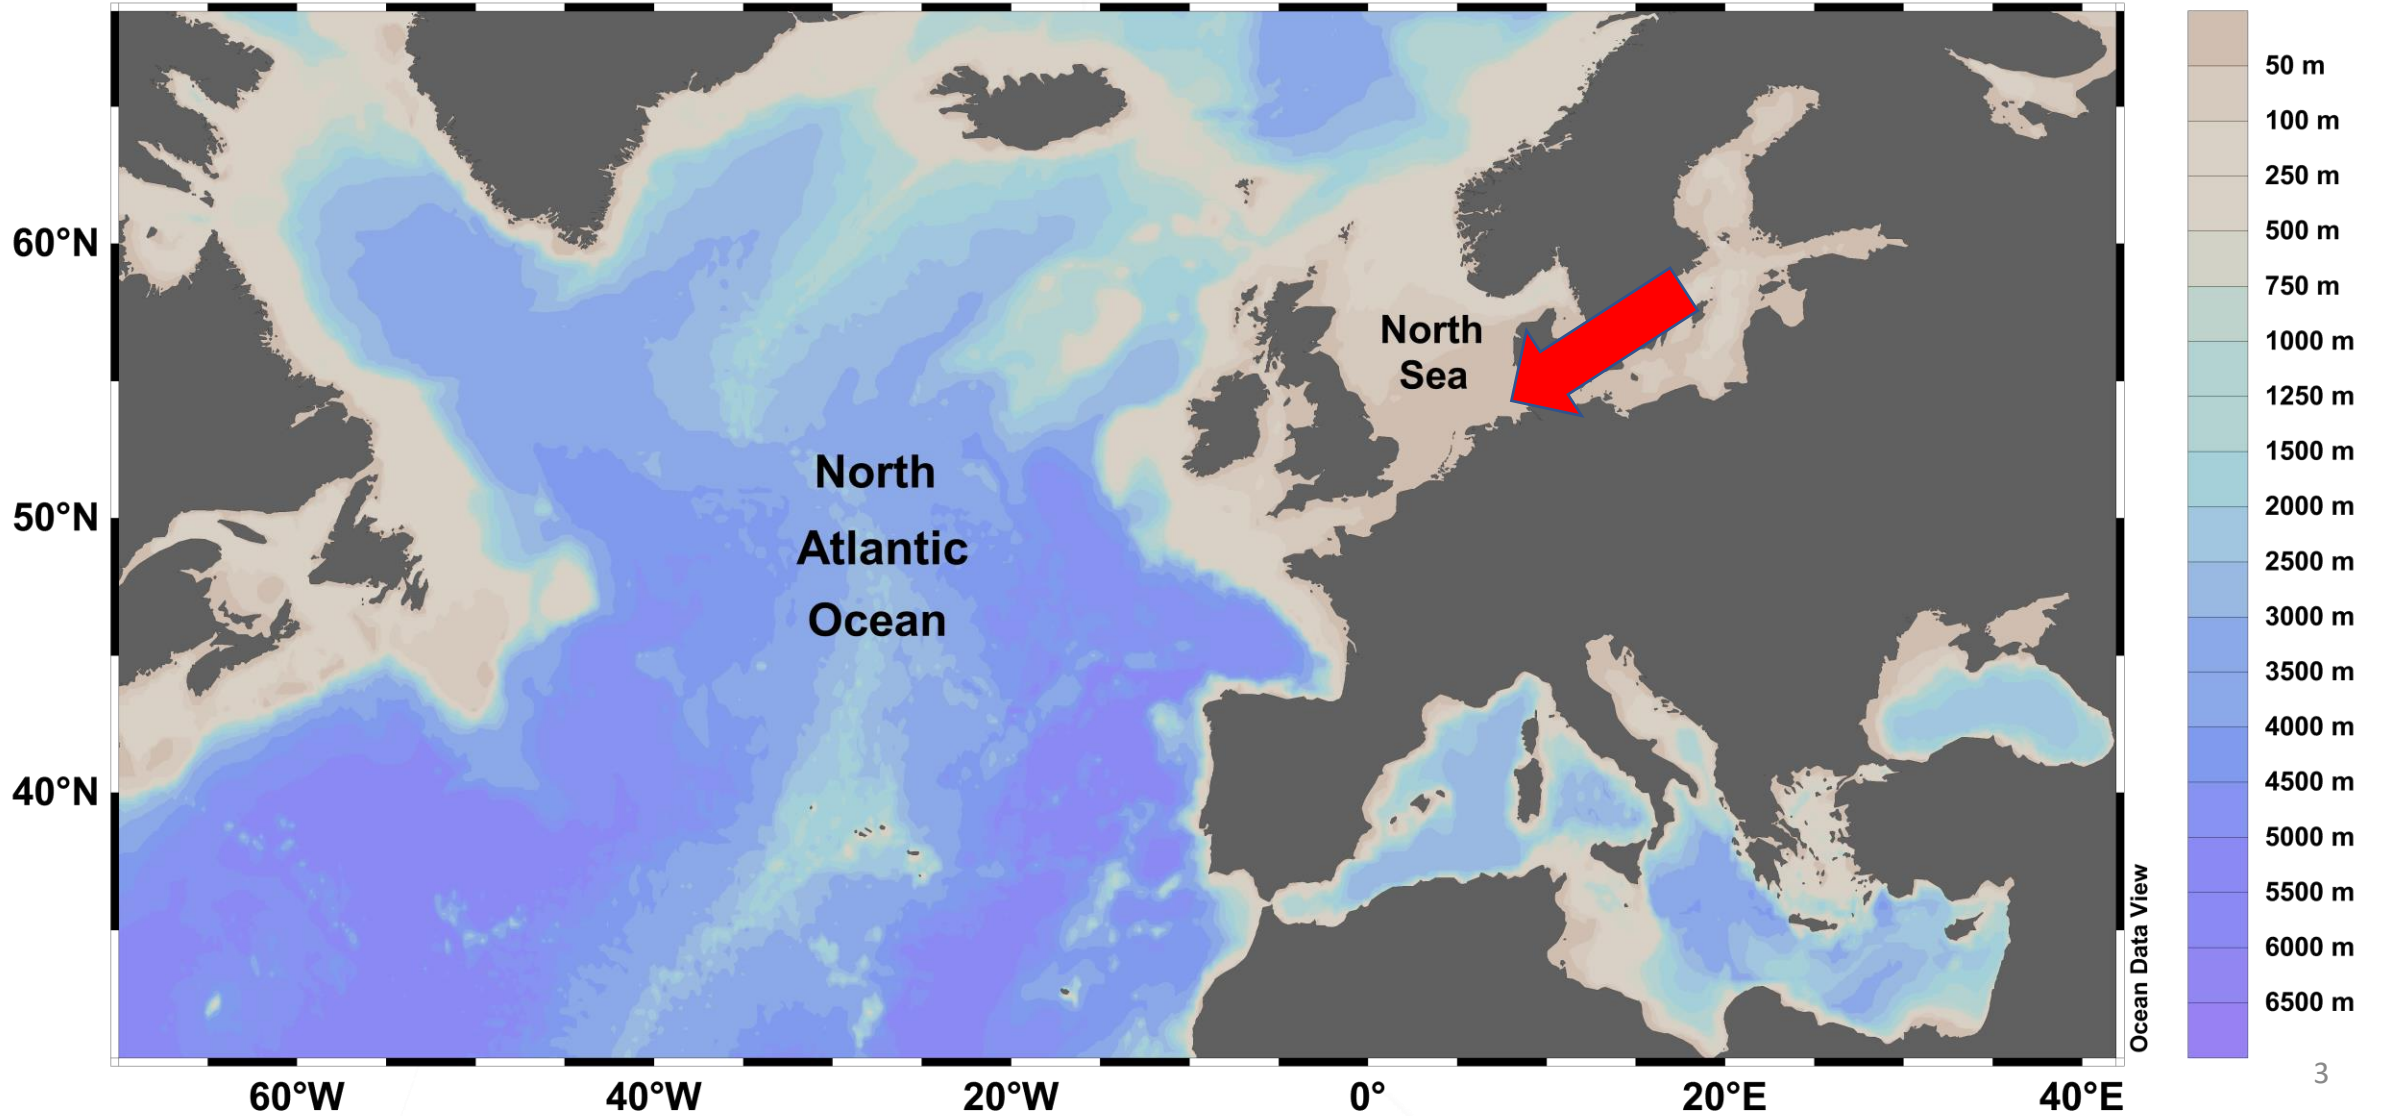 60°N
50°N
40°N
North
Sea
North
Atlantic
Ocean
60°W
40°W
20°W
0°
20°E
40°E
Ocean Data View
50 m
100 m
250 m
500 m
750 m
1000 m
1250 m
1500 m
2000 m
2500 m
3000 m
3500 m
4000 m
4500 m
5000 m
5500 m
6000 m
6500 m
3